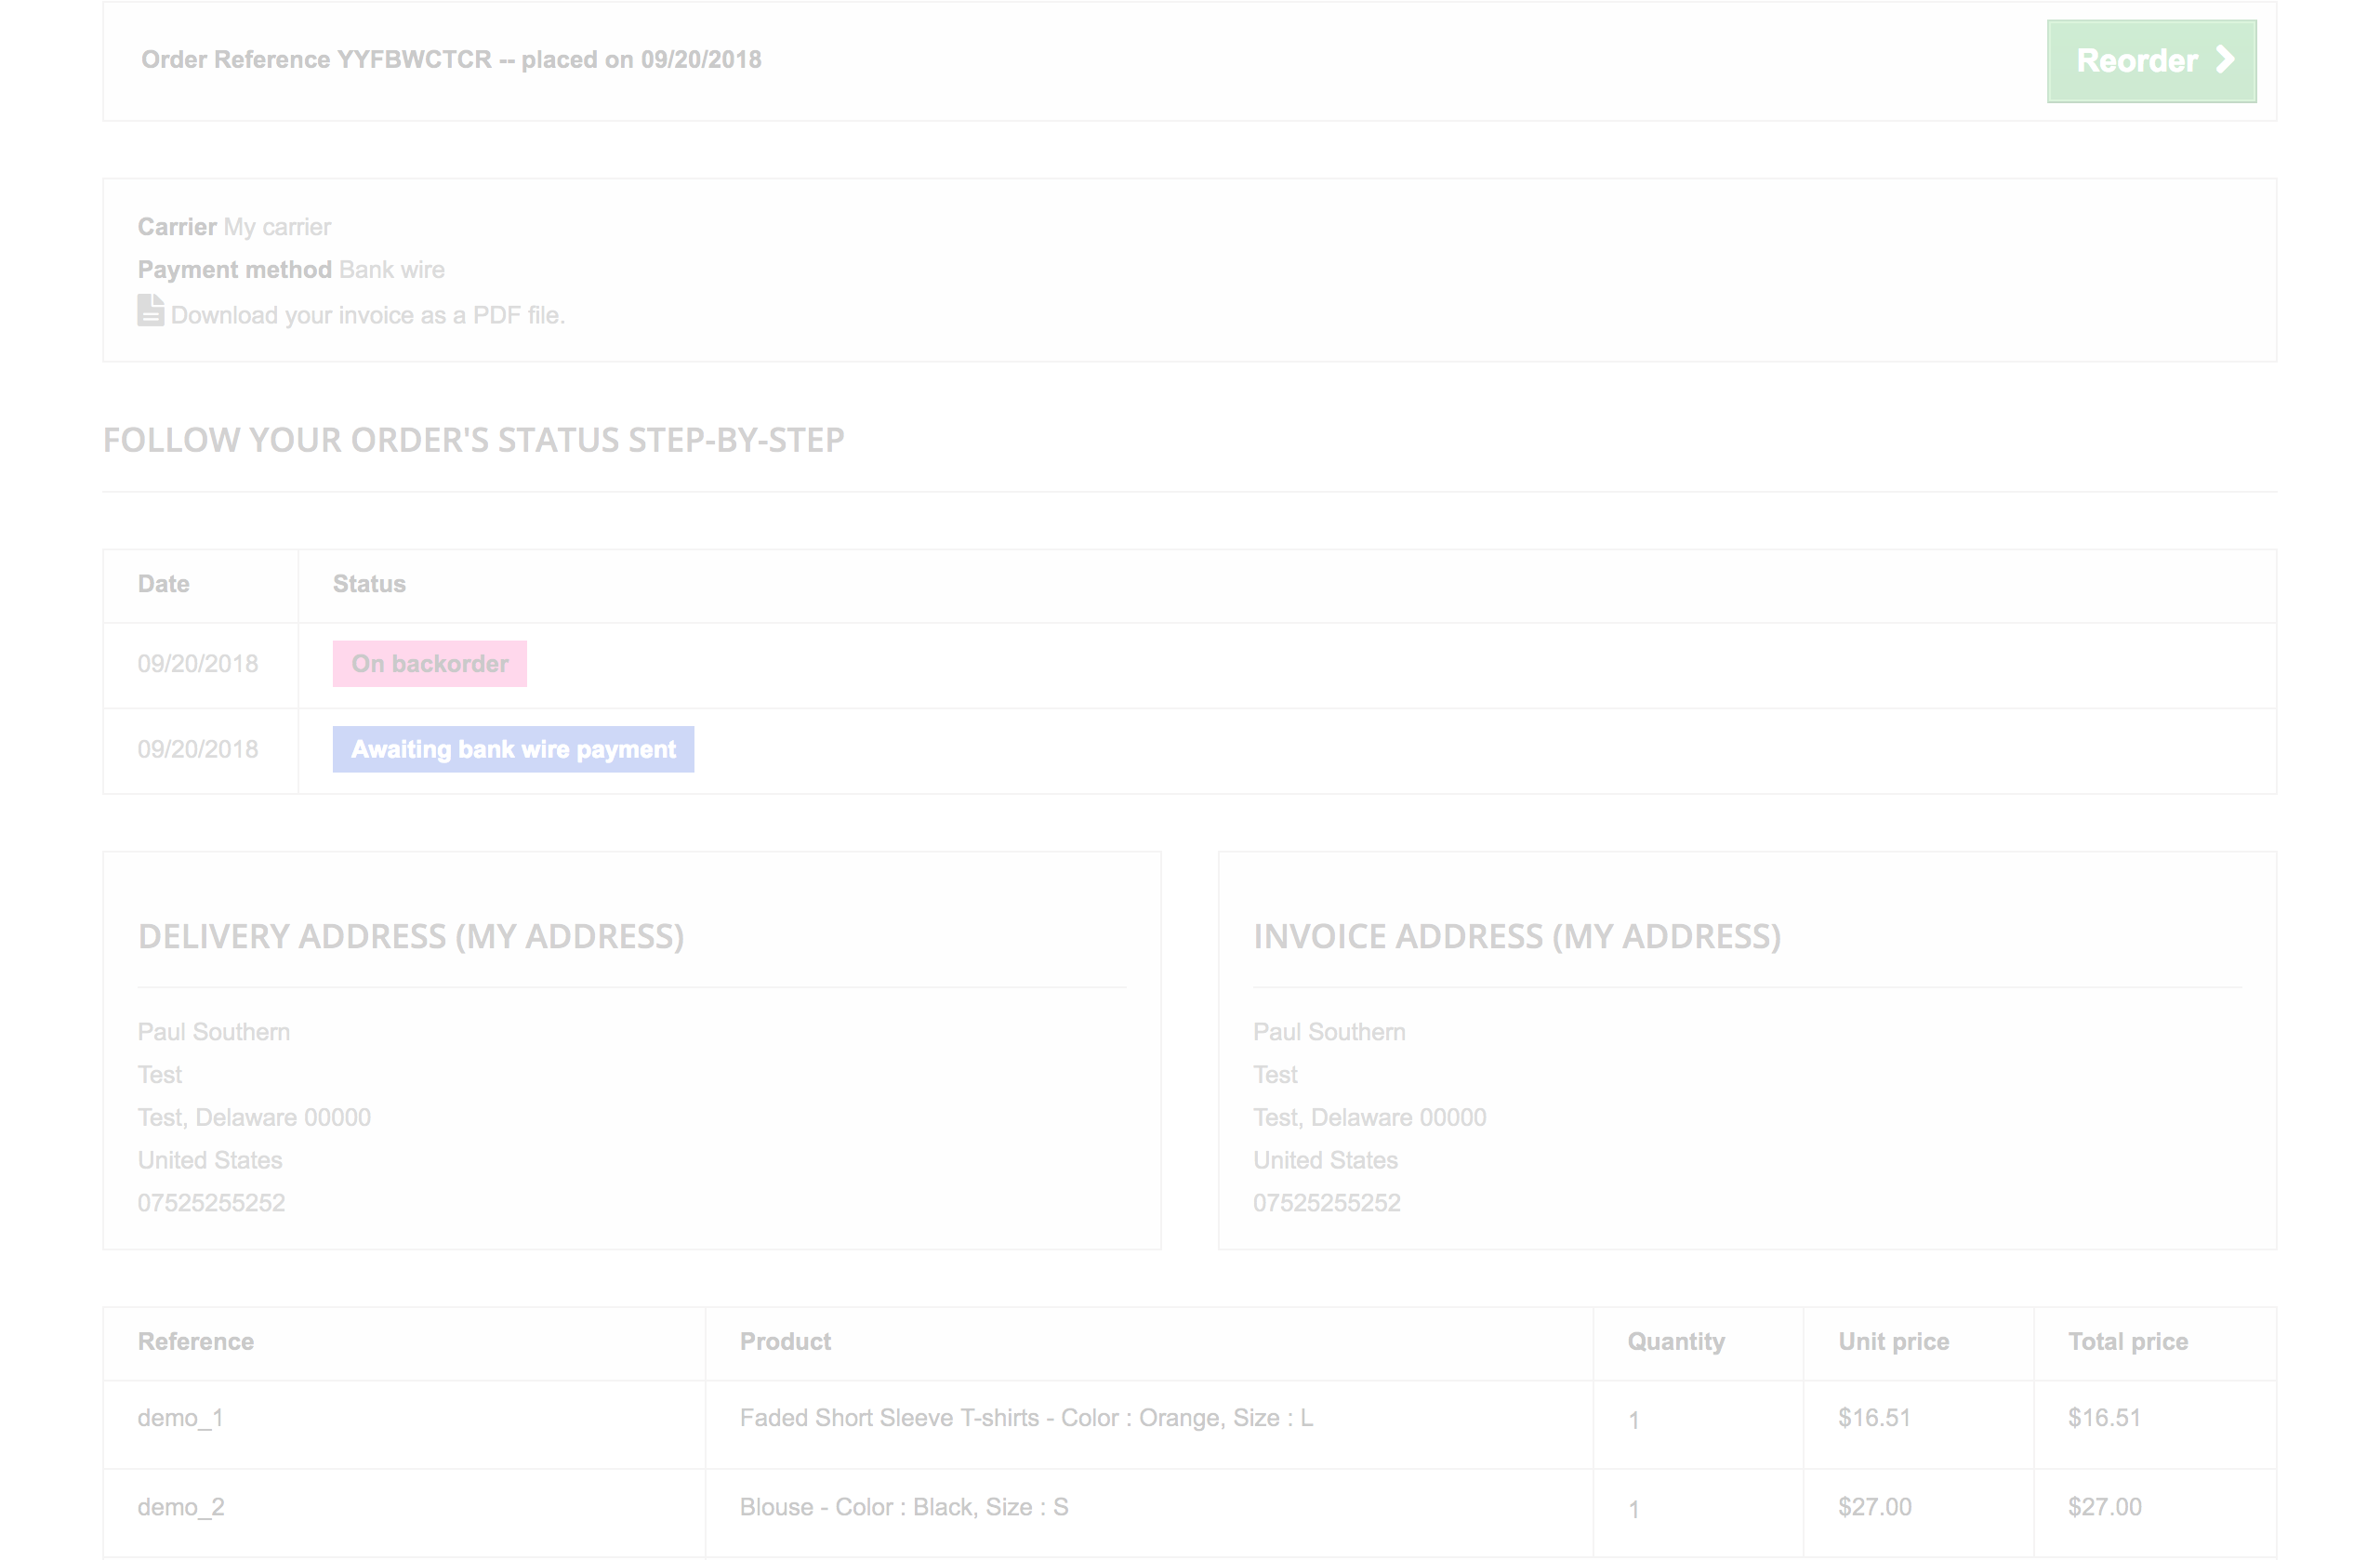 Order Reference YYFBWCTCR -- placed on 09/20/2018
Reorder
Carrier My carrier
Payment method Bank wire
Download your invoice as a PDF file.
FOLLOW YOUR ORDER'S STATUS STEP-BY-STEP
Date Status
09/20/2018 On backorder
09/20/2018 Awaiting bank wire payment
DELIVERY ADDRESS (MY ADDRESS)
Paul Southern
Test
Test, Delaware 00000
United States
07525255252
INVOICE ADDRESS (MY ADDRESS)
Paul Southern
Test
Test, Delaware 00000
United States
07525255252
Reference Product Quantity Unit price Total price
demo_1 Faded Short Sleeve T-shirts - Color : Orange, Size : L 1 $16.51 $16.51
demo_2 Blouse - Color : Black, Size : S 1 $27.00 $27.00